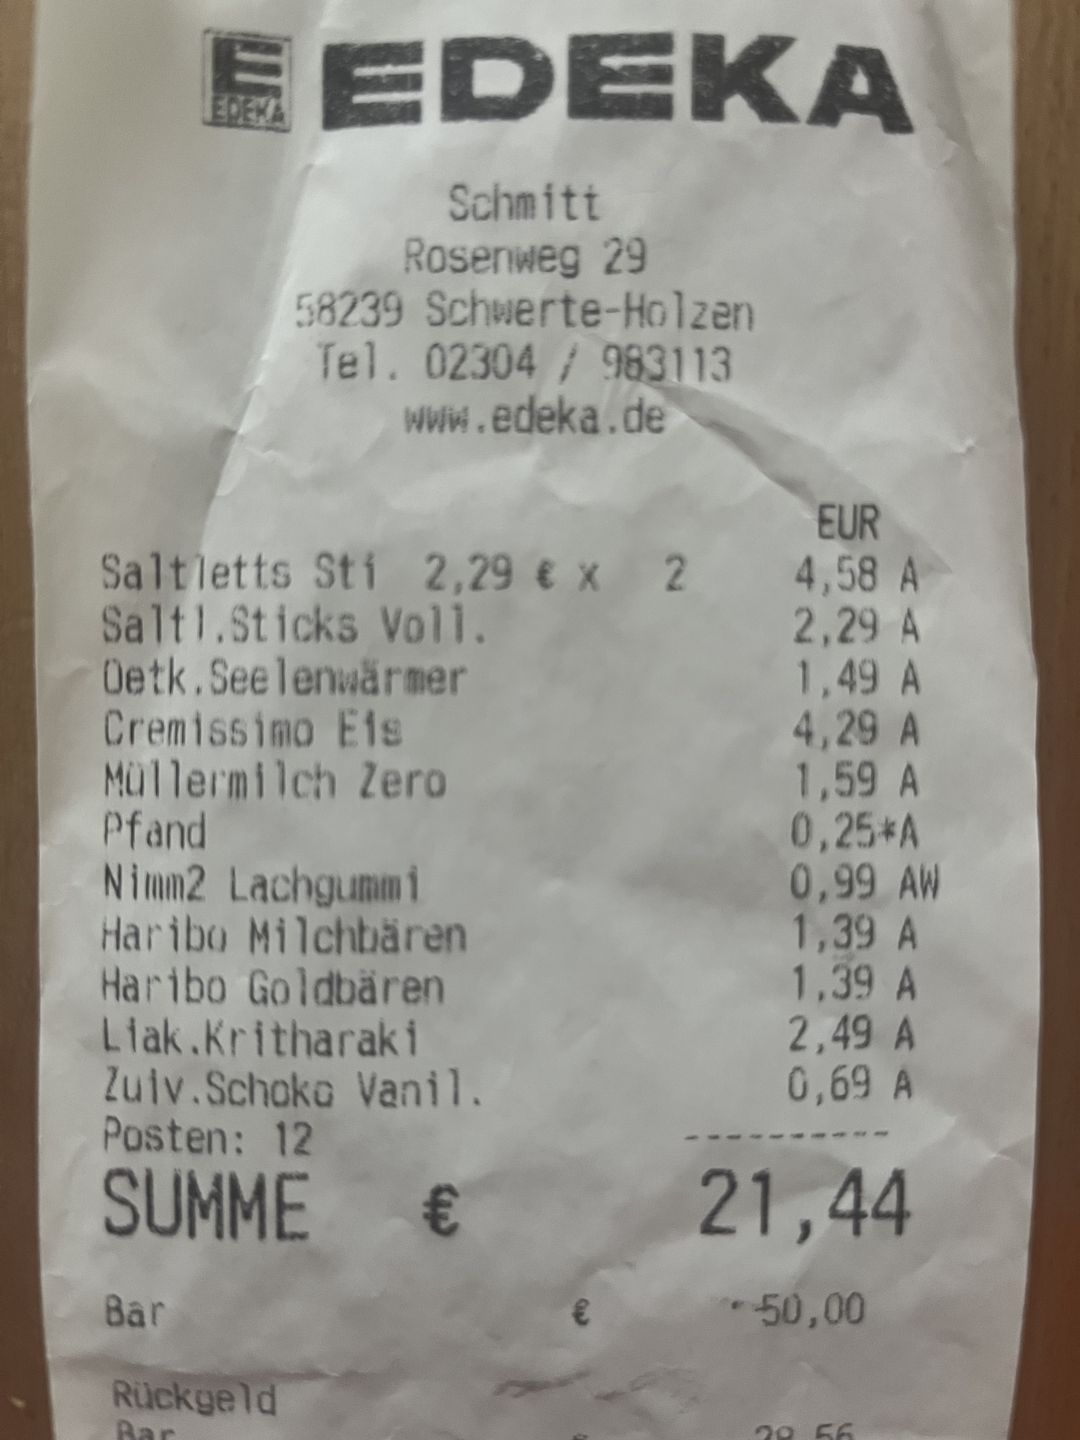 E EDEKA
EDEKA
Schmitt
Rosenweg 29
58239 Schwerte-Holzen
Tel. 02304 / 983113
www.edeka.de
EUR
Saltletts Sti 2,29 € x 2 4,58 A
Saltl.Sticks Voll. 2,29 A
Oetk.Seelenwärmer 1,49 A
Cremissimo Eis 4,29 A
Müllermilch Zero 1,59 A
Pfand 0,25*A
Nimm2 Lachgummi 0,99 AW
Haribo Milchbären 1,39 A
Haribo Goldbären 1,39 A
Liak.Kritharaki 2,49 A
Zuiv.Schoko Vanil. 0,69 A
Posten: 12
----------
SUMME € 21,44
Bar € 50,00
Rückgeld
Bar € 28,56